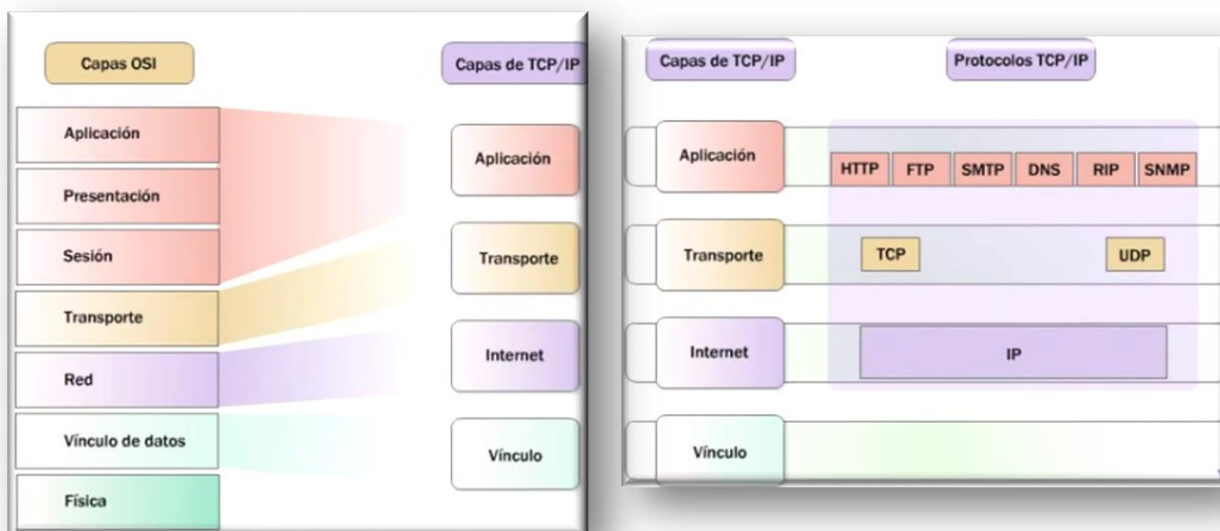 Capas OSI
Aplicación
Presentación
Sesión
Transporte
Red
Vínculo de datos
Física
Capas de TCP/IP
Aplicación
Transporte
Internet
Vínculo
Capas de TCP/IP
Protocolos TCP/IP
Aplicación
HTTP FTP SMTP DNS RIP SNMP
Transporte
TCP UDP
Internet
IP
Vínculo